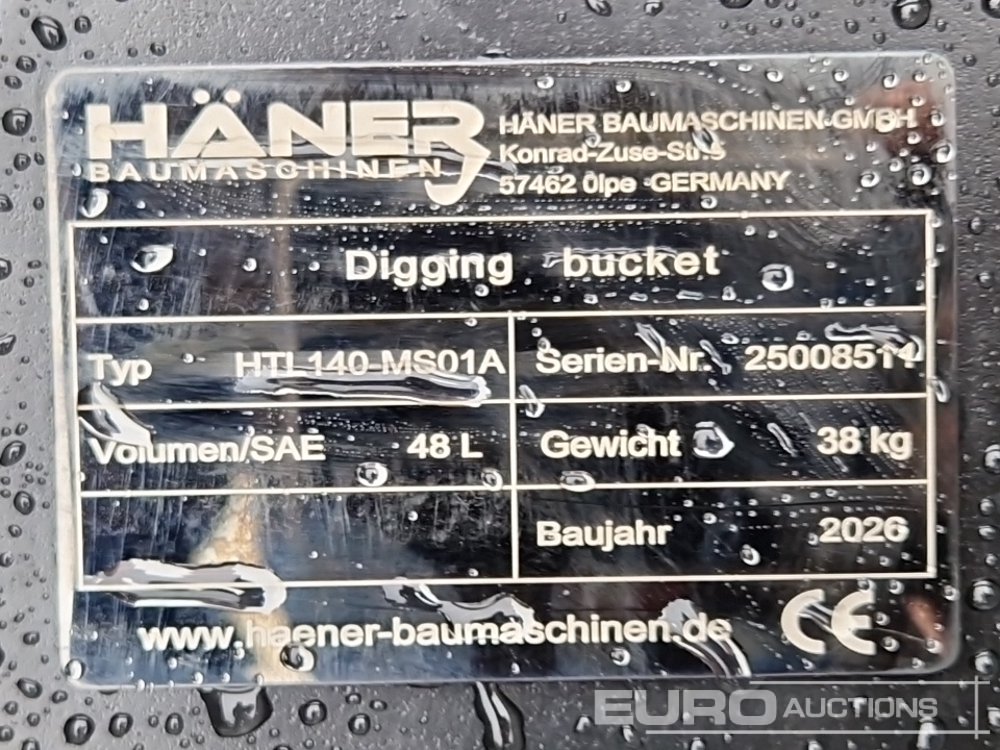 HÄNER
BAUMASCHINEN
HÄNER BAUMASCHINEN GMBH
Konrad-Zuse-Str.5
57462 Olpe GERMANY
Digging bucket
Typ HTL140-MS01A
Serien-Nr. 25008511
Volumen/SAE 48 L
Gewicht 38 kg
Baujahr 2026
www.haener-baumaschinen.de
CE
EURO AUCTIONS